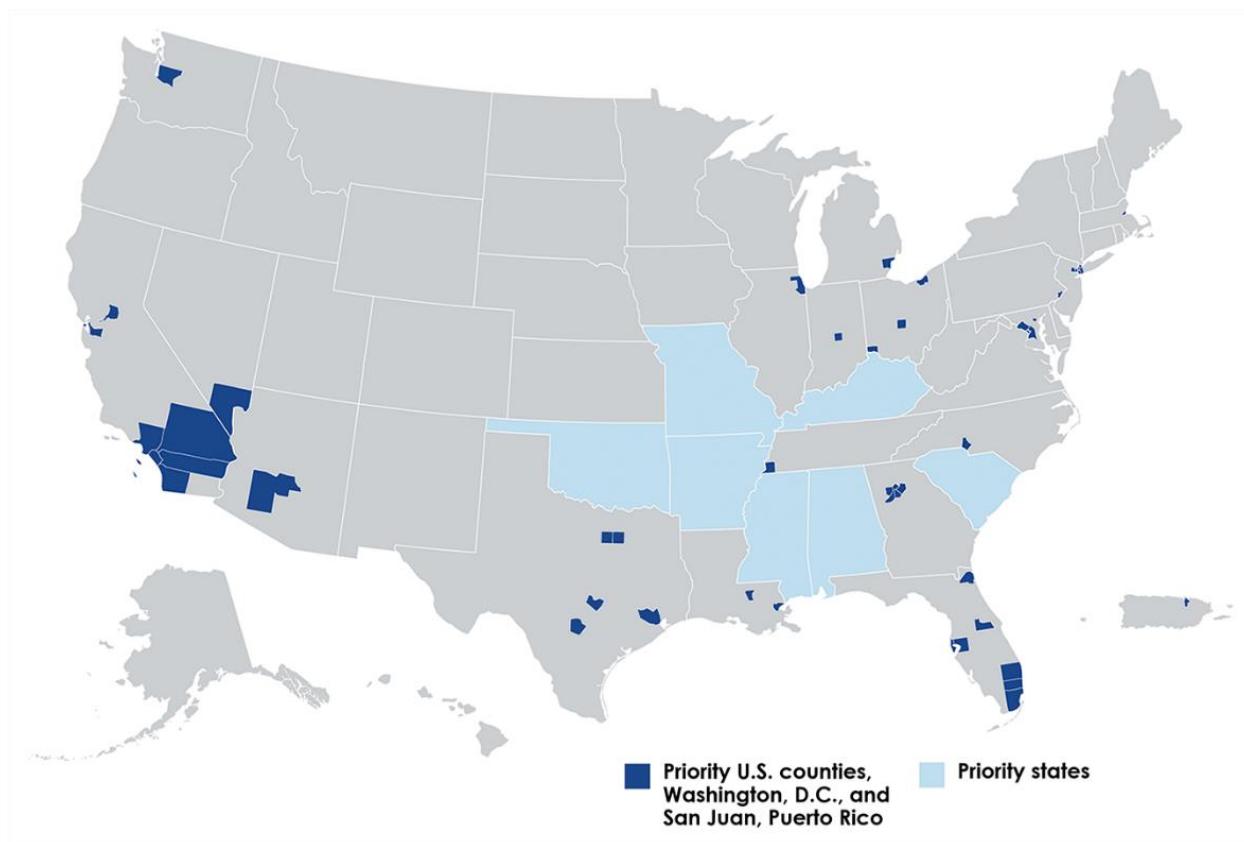 Priority U.S. counties,
Washington, D.C., and
San Juan, Puerto Rico
Priority states